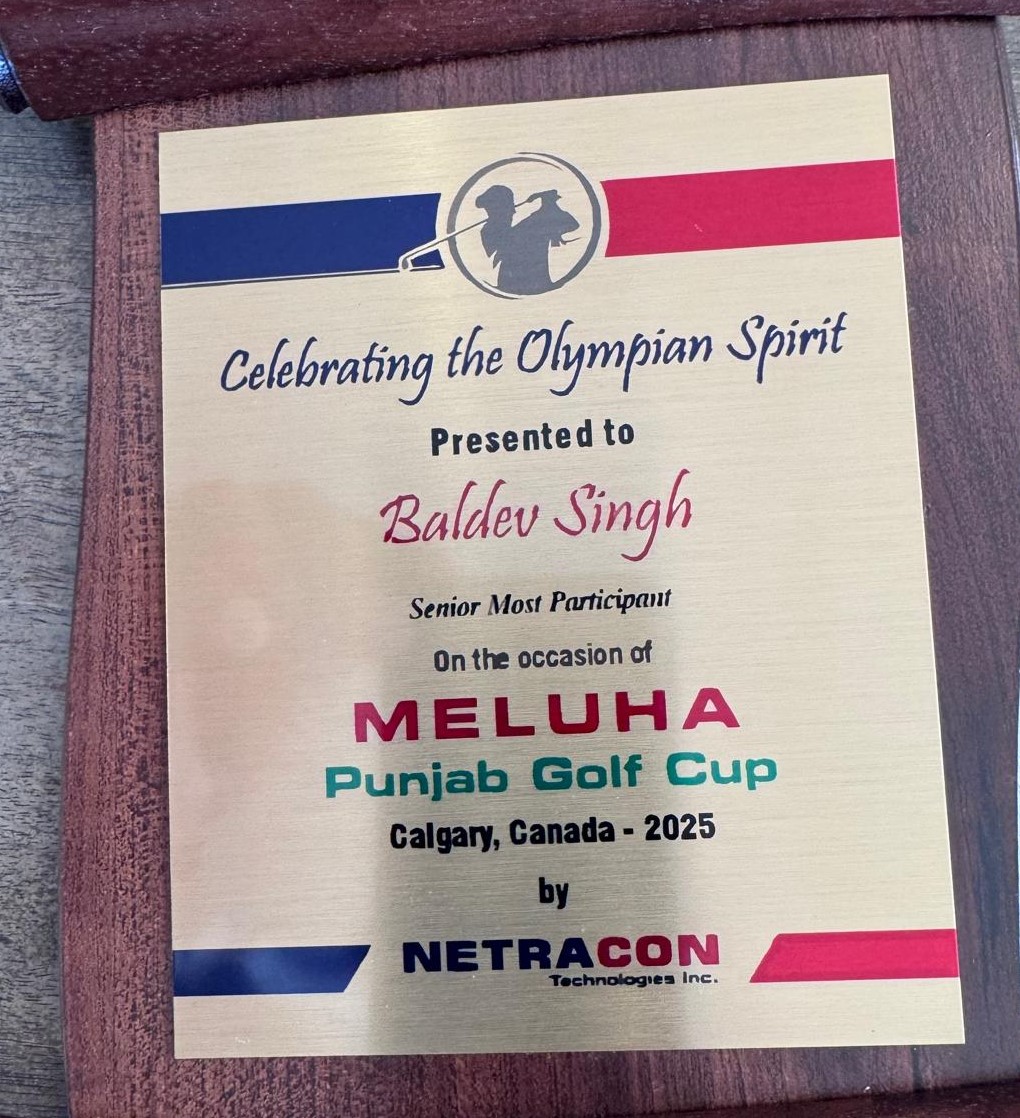 Celebrating the Olympian Spirit
Presented to
Baldev Singh
Senior Most Participant
On the occasion of
MELUHA
Punjab Golf Cup
Calgary, Canada - 2025
by
NETRACON
Technologies Inc.